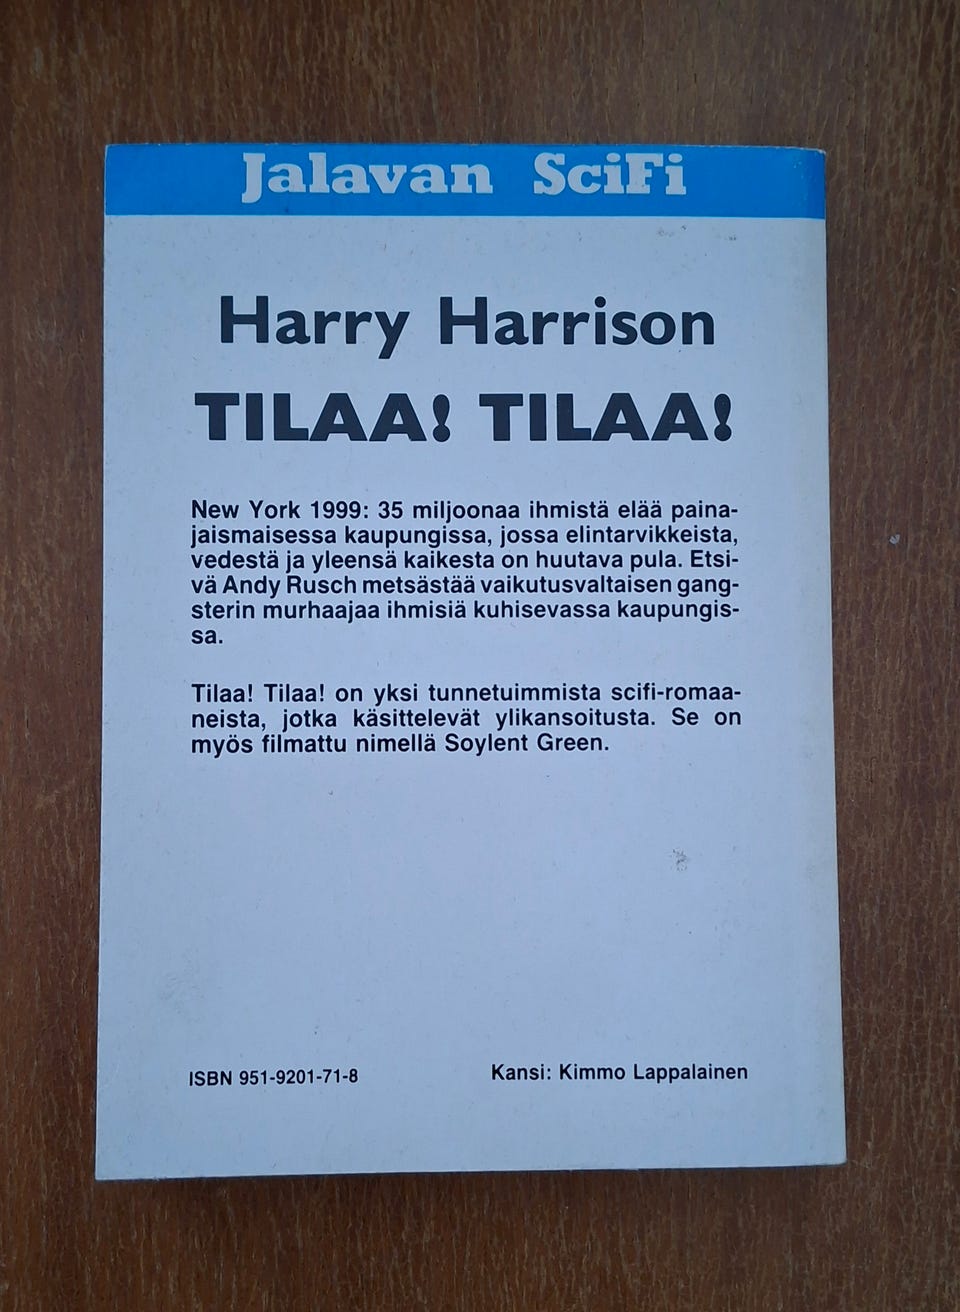 Jalavan SciFi
Harry Harrison
TILAA! TILAA!
New York 1999: 35 miljoonaa ihmistä elää paina-
jaismaisessa kaupungissa, jossa elintarvikkeista,
vedestä ja yleensä kaikesta on huutava pula. Etsi-
vä Andy Rusch metsästää vaikutusvaltaisen gang-
sterin murhaajaa ihmisiä kuhisevassa kaupungis-
sa.
Tilaa! Tilaa! on yksi tunnetuimmista scifi-romaa-
neista, jotka käsittelevät ylikansoitusta. Se on
myös filmattu nimellä Soylent Green.
ISBN 951-9201-71-8
Kansi: Kimmo Lappalainen